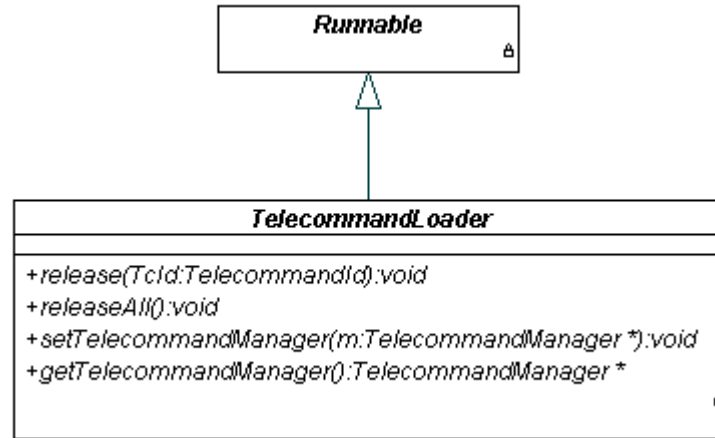 Runnable
TelecommandLoader
+release(TcId:TelecommandId):void
+releaseAll():void
+setTelecommandManager(m:TelecommandManager *):void
+getTelecommandManager():TelecommandManager *